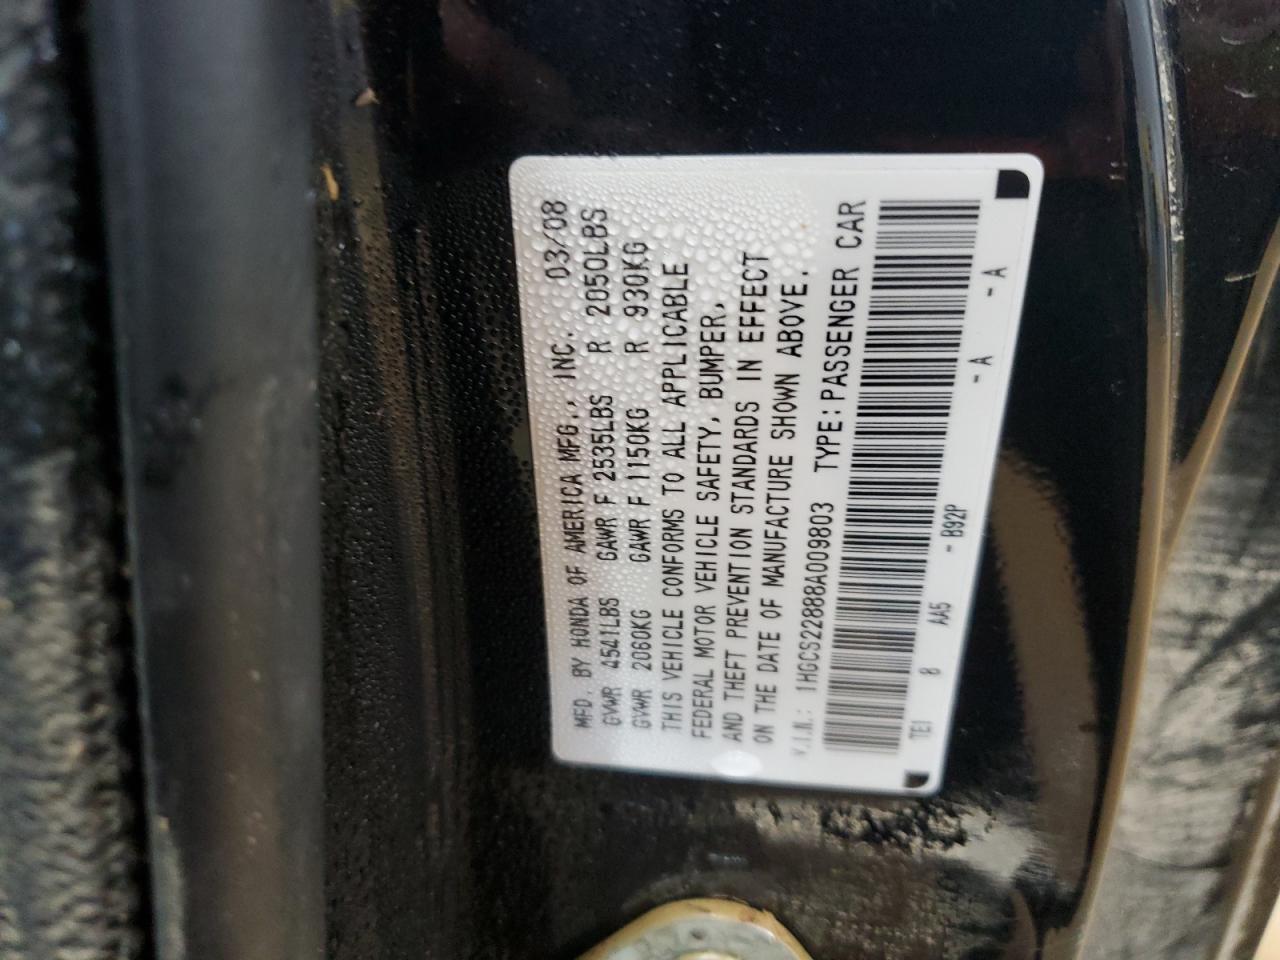 MFD. BY HONDA OF AMERICA MFG., INC. 03/08
GVWR 4541LBS GAWR F 2535LBS R 2050LBS
GVWR 2060KG GAWR F 1150KG R 930KG
THIS VEHICLE CONFORMS TO ALL APPLICABLE
FEDERAL MOTOR VEHICLE SAFETY, BUMPER,
AND THEFT PREVENTION STANDARDS IN EFFECT
ON THE DATE OF MANUFACTURE SHOWN ABOVE.
V.I.N.: 1HGCS22888A009803 TYPE: PASSENGER CAR
TE1 8 AA5 - B92P - A - A